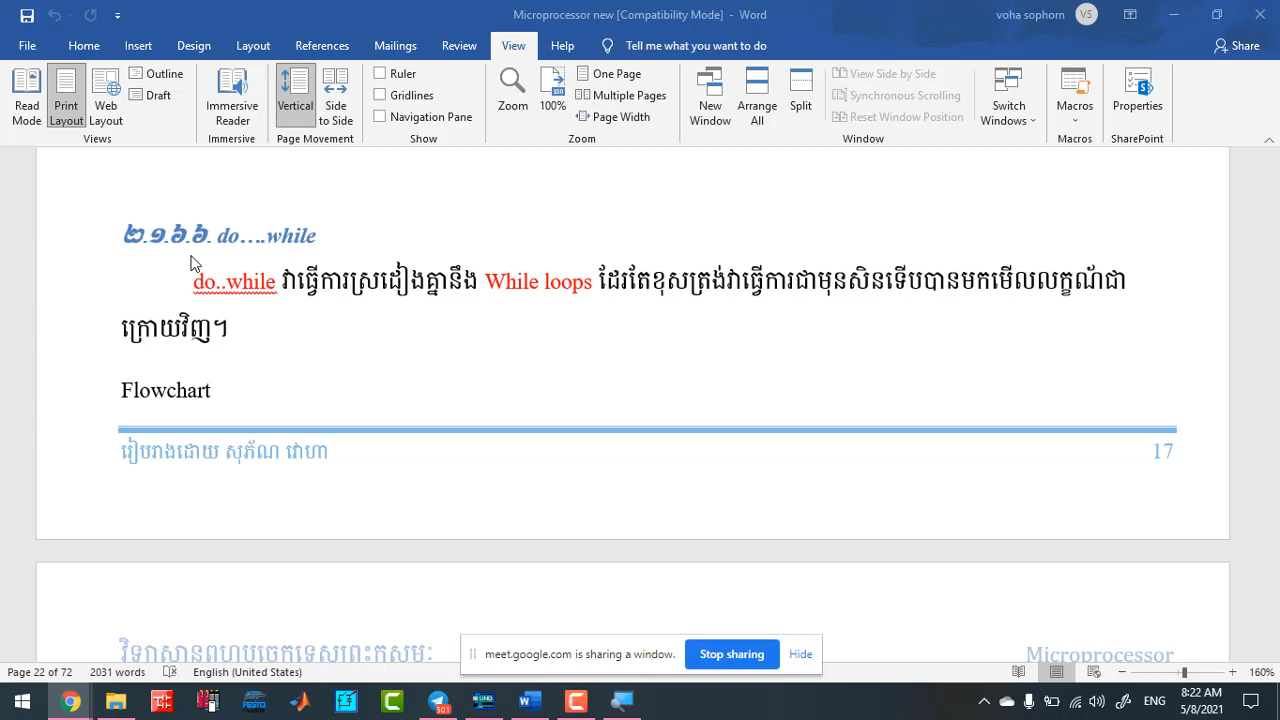 Microprocessor new [Compatibility Mode] - Word
voha sophorn
VS
File Home Insert Design Layout References Mailings Review View Help Tell me what you want to do Share
Read Mode
Print Layout
Web Layout
Outline
Draft
Views
Immersive Reader
Immersive
Vertical
Side to Side
Page Movement
Ruler
Gridlines
Navigation Pane
Show
Zoom
100%
One Page
Multiple Pages
Page Width
Zoom
New Window
Arrange All
Split
View Side by Side
Synchronous Scrolling
Reset Window Position
Window
Switch Windows
Macros
Macros
Properties
SharePoint
២.១.៦.៦. do….while
do..while វាធ្វើការស្រដៀងគ្នានឹង While loops ដែរតែខុសត្រង់វាធ្វើការជាមុនសិនទើបបានមកមើលលក្ខណ័ជា
ក្រោយវិញ។
Flowchart
រៀបរាងដោយ សុភ័ណ វោហា 17
Microprocessor
meet.google.com is sharing a window. Stop sharing Hide
Page 22 of 72 2031 words English (United States) 160%
ENG
8:22 AM
5/8/2021